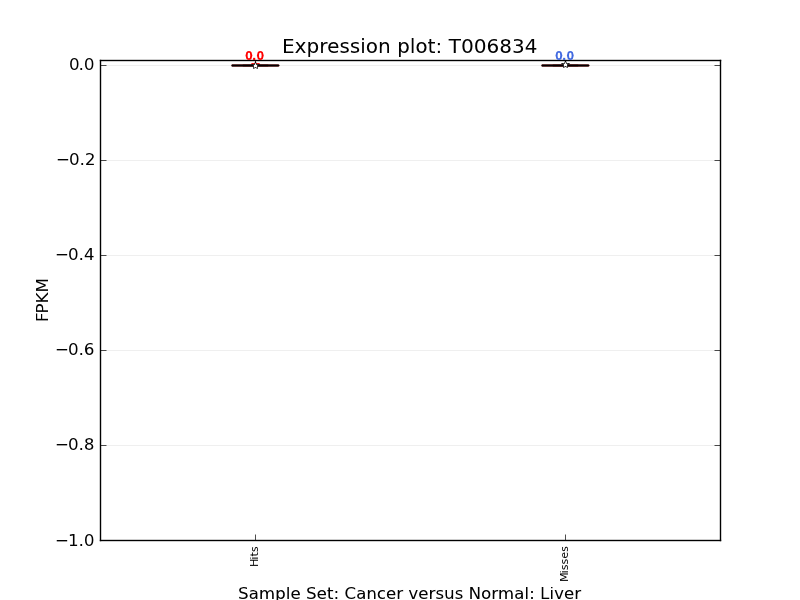 Expression plot: T006834
0.0
0.0
0.0
−0.2
−0.4
−0.6
−0.8
−1.0
FPKM
Hits
Misses
Sample Set: Cancer versus Normal: Liver